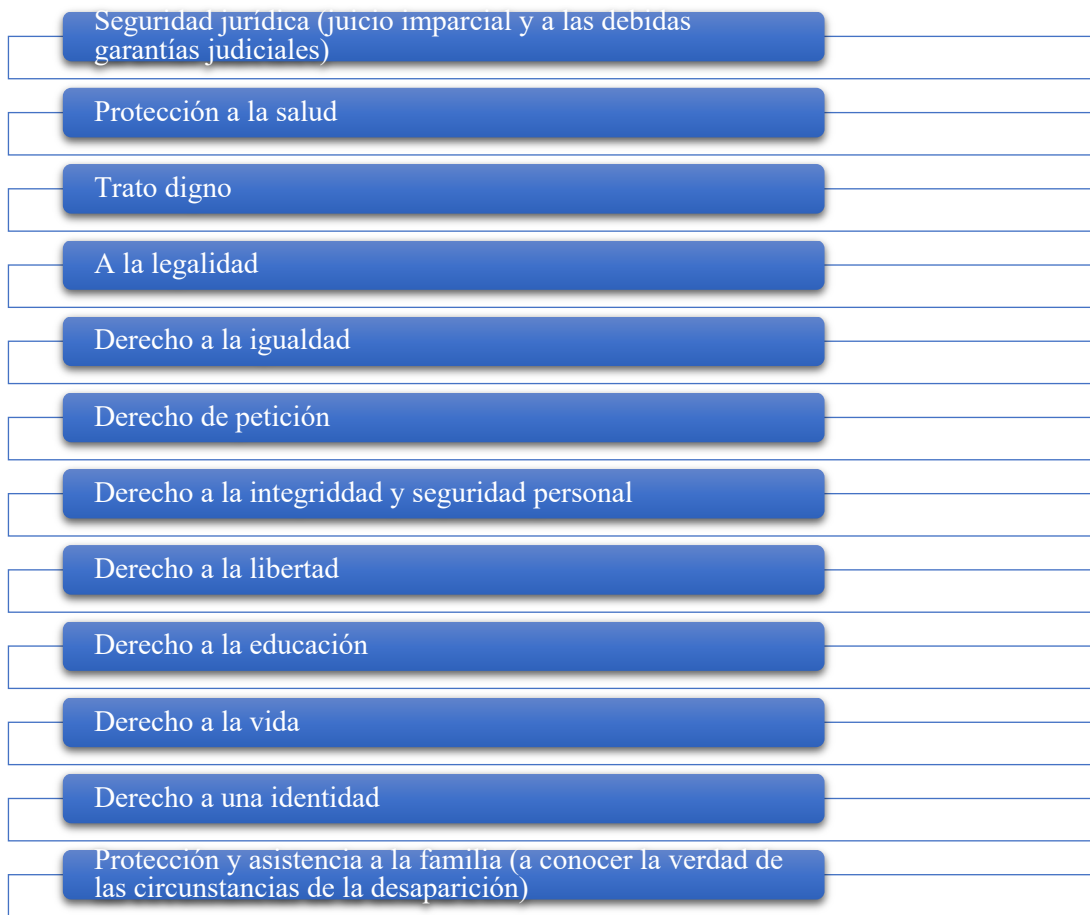 Seguridad jurídica (juicio imparcial y a las debidas
garantías judiciales)
Protección a la salud
Trato digno
A la legalidad
Derecho a la igualdad
Derecho de petición
Derecho a la integriddad y seguridad personal
Derecho a la libertad
Derecho a la educación
Derecho a la vida
Derecho a una identidad
Protección y asistencia a la familia (a conocer la verdad de
las circunstancias de la desaparición)